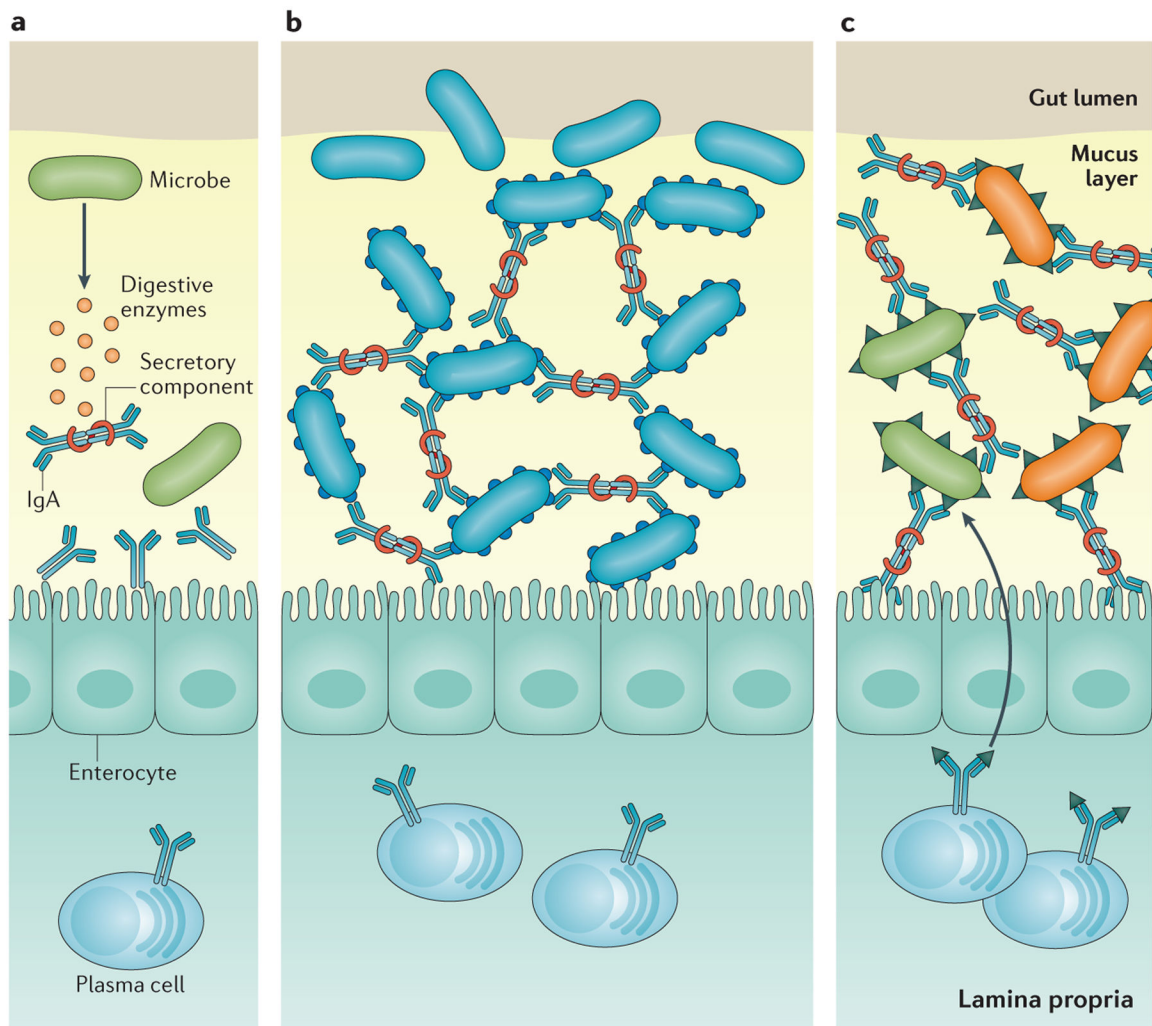 a
b
c
Gut lumen
Mucus
layer
Microbe
Digestive
enzymes
Secretory
component
IgA
Enterocyte
Plasma cell
Lamina propria